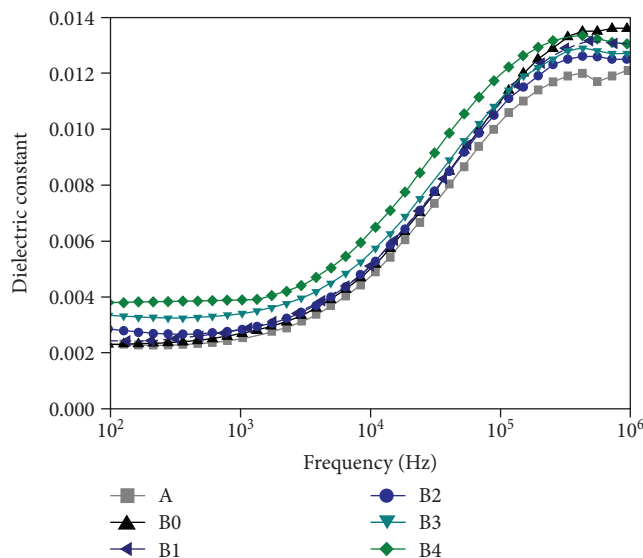 Dielectric constant
0.014
0.012
0.010
0.008
0.006
0.004
0.002
0.000
10² 10³ 10⁴ 10⁵ 10⁶
Frequency (Hz)
A B2
B0 B3
B1 B4